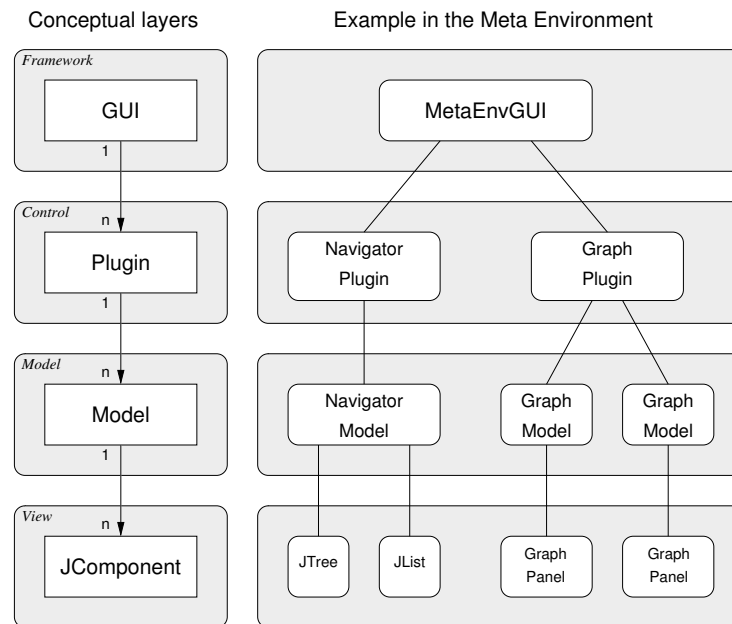 Conceptual layers
Example in the Meta Environment
Framework
GUI
1
MetaEnvGUI
Control
n
Plugin
1
Navigator
Plugin
Graph
Plugin
Model
n
Model
1
Navigator
Model
Graph
Model
Graph
Model
View
n
JComponent
JTree
JList
Graph
Panel
Graph
Panel